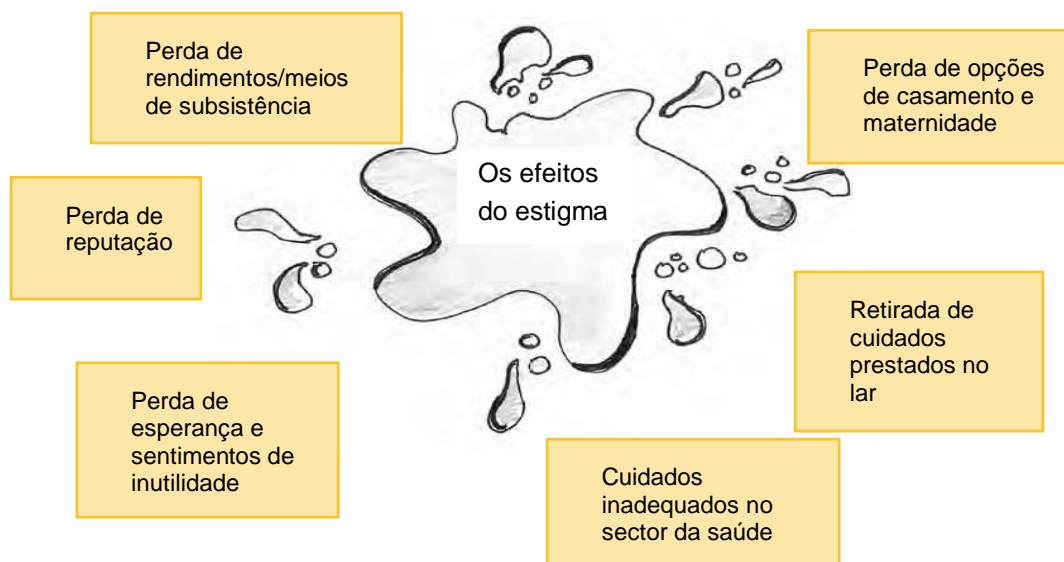 Perda de
rendimentos/meios
de subsistência
Perda de opções
de casamento e
maternidade
Os efeitos
do estigma
Perda de
reputação
Retirada de
cuidados
prestados no
lar
Perda de
esperança e
sentimentos de
inutilidade
Cuidados
inadequados no
sector da saúde